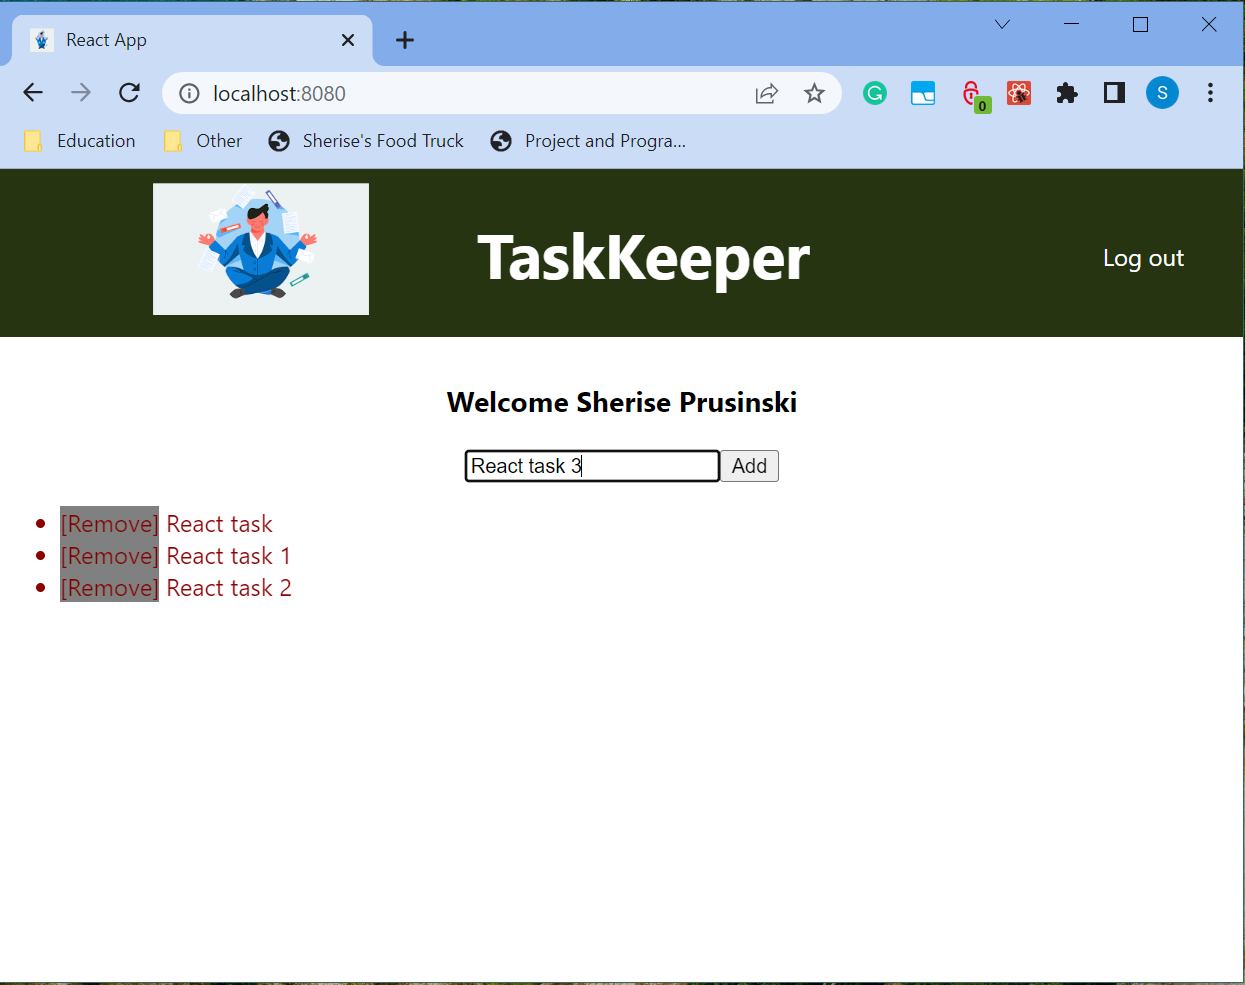 React App
localhost:8080
0
S
Education
Other
Sherise's Food Truck
Project and Progra...
TaskKeeper
Log out
Welcome Sherise Prusinski
React task 3
Add
[Remove] React task
[Remove] React task 1
[Remove] React task 2